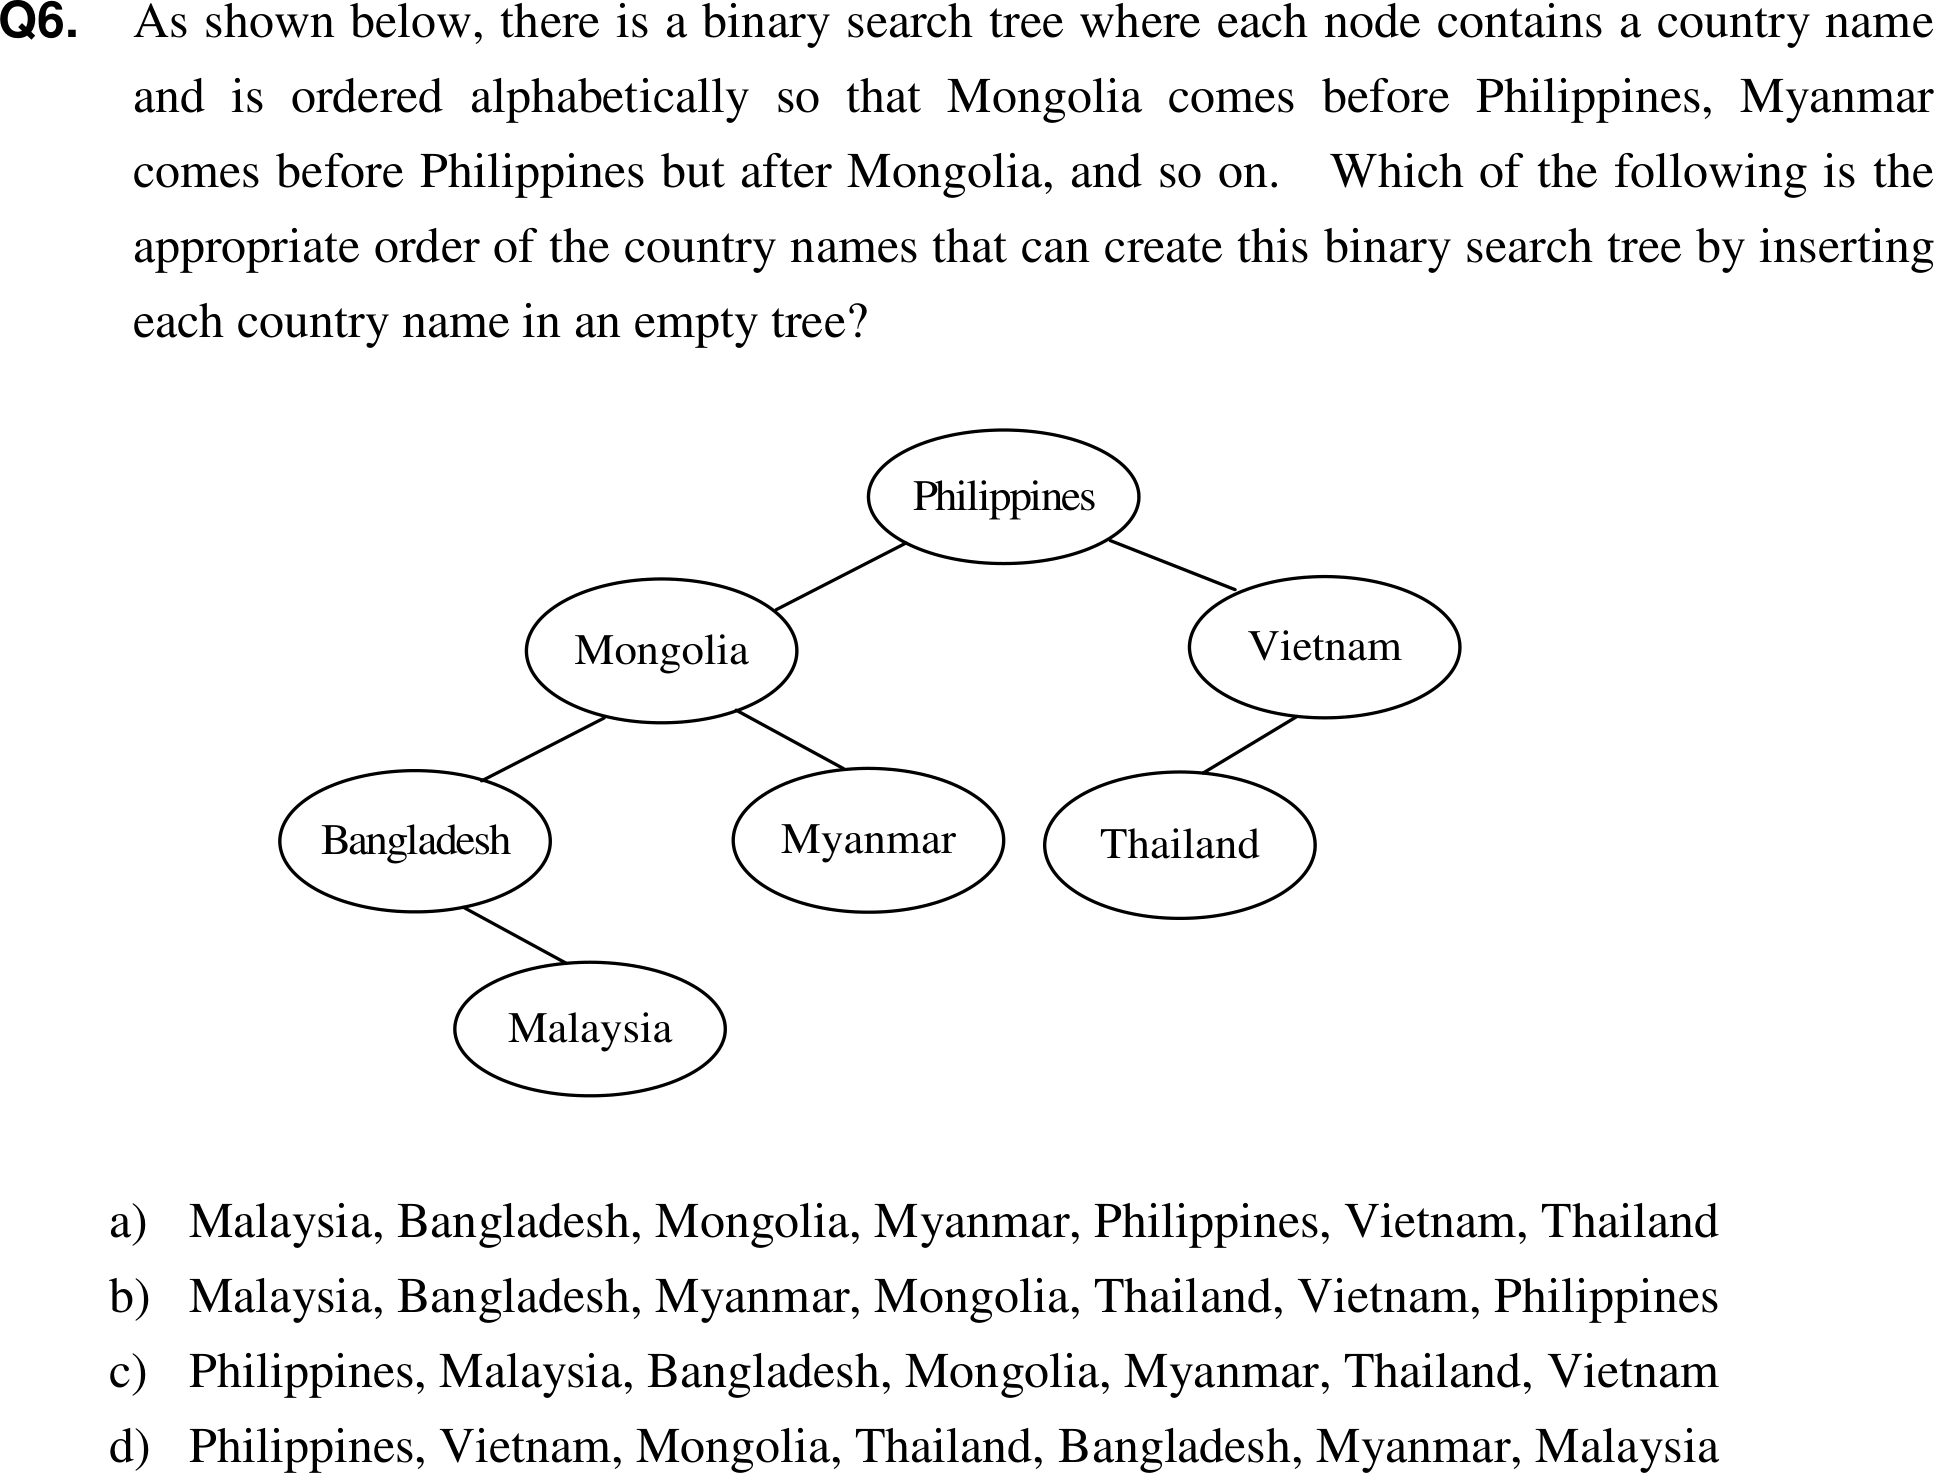 Q6. As shown below, there is a binary search tree where each node contains a country name
and is ordered alphabetically so that Mongolia comes before Philippines, Myanmar
comes before Philippines but after Mongolia, and so on. Which of the following is the
appropriate order of the country names that can create this binary search tree by inserting
each country name in an empty tree?
Philippines
Mongolia
Vietnam
Bangladesh
Myanmar
Thailand
Malaysia
a) Malaysia, Bangladesh, Mongolia, Myanmar, Philippines, Vietnam, Thailand
b) Malaysia, Bangladesh, Myanmar, Mongolia, Thailand, Vietnam, Philippines
c) Philippines, Malaysia, Bangladesh, Mongolia, Myanmar, Thailand, Vietnam
d) Philippines, Vietnam, Mongolia, Thailand, Bangladesh, Myanmar, Malaysia